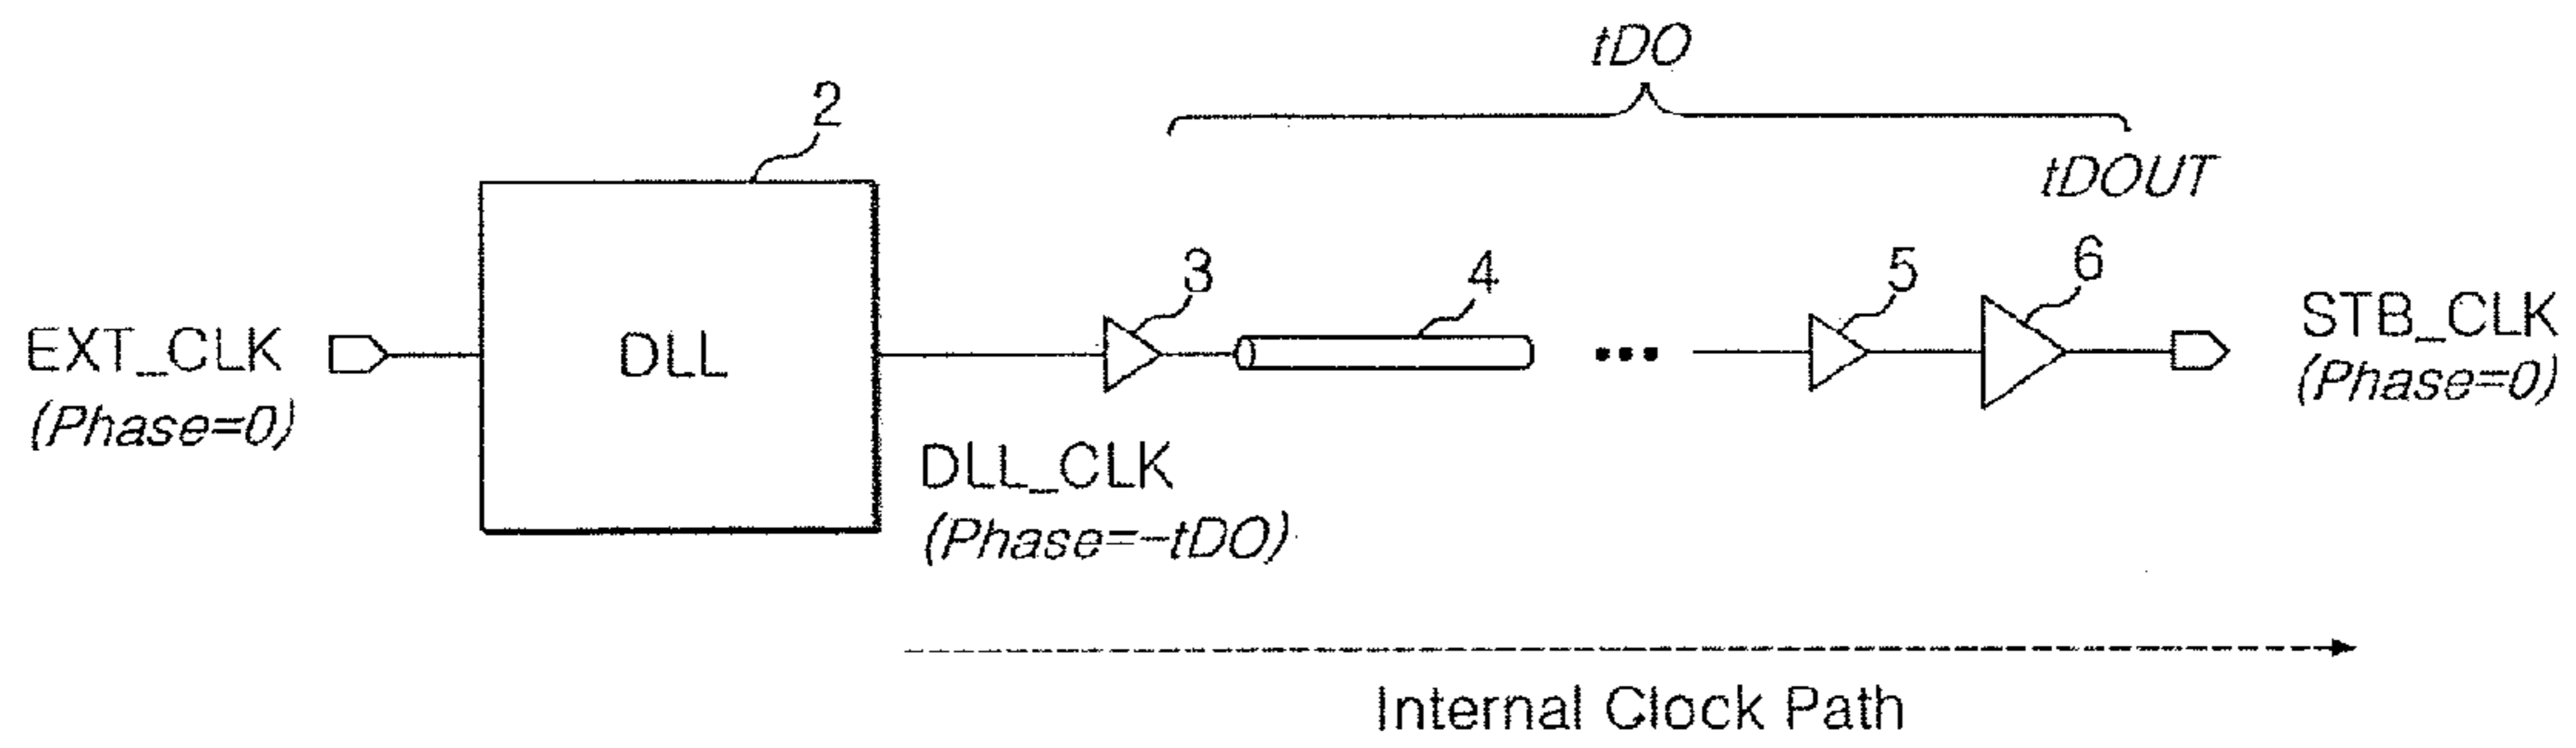 tDO
2
tDOUT
3
4
5
6
EXT_CLK
(Phase=0)
DLL
STB_CLK
(Phase=0)
DLL_CLK
(Phase=-tDO)
Internal Clock Path